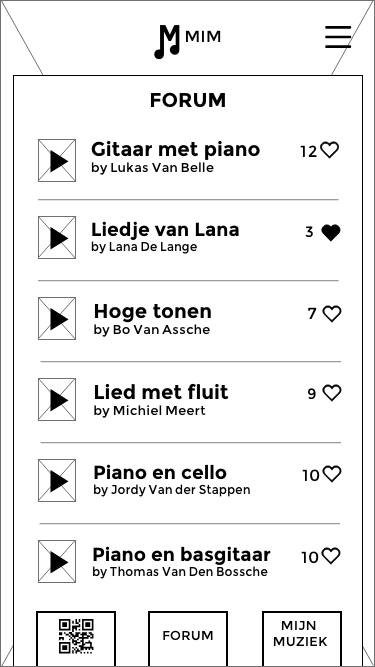 MIM
FORUM
Gitaar met piano 12
by Lukas Van Belle
Liedje van Lana 3
by Lana De Lange
Hoge tonen 7
by Bo Van Assche
Lied met fluit 9
by Michiel Meert
Piano en cello 10
by Jordy Van der Stappen
Piano en basgitaar 10
by Thomas Van Den Bossche
FORUM
MIJN
MUZIEK